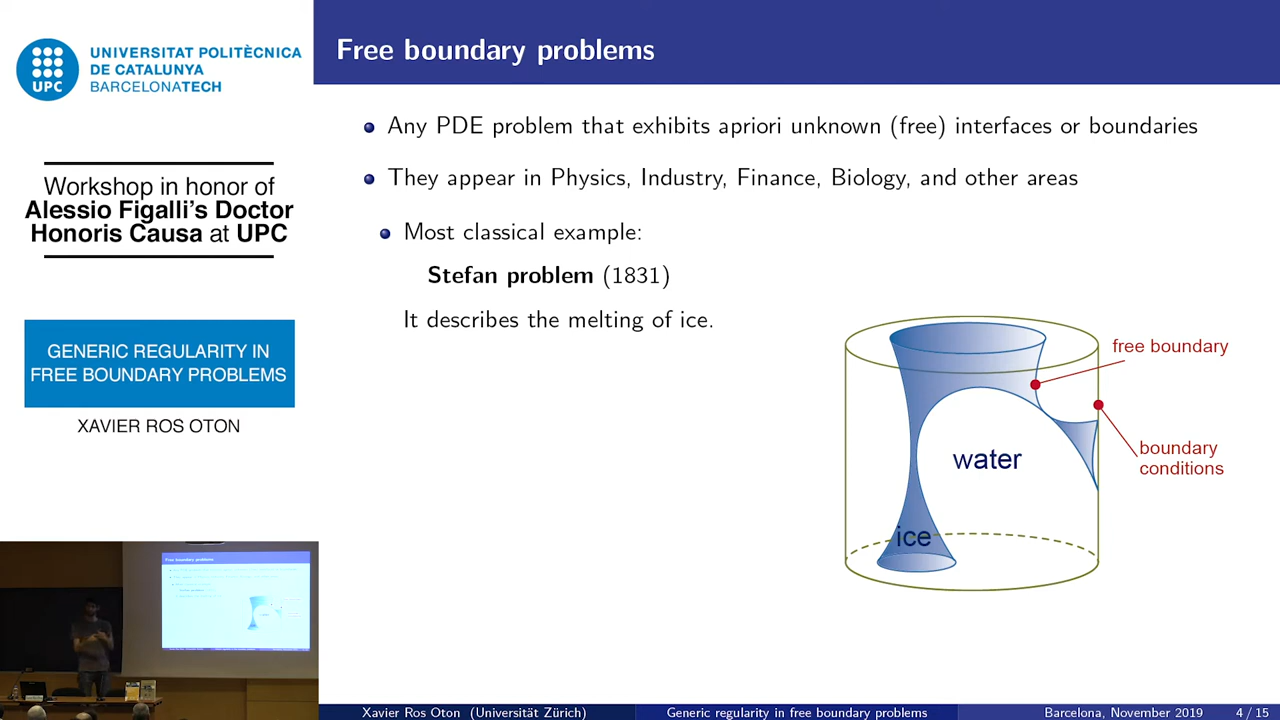 UNIVERSITAT POLITÈCNICA
DE CATALUNYA
BARCELONATECH
UPC
Workshop in honor of
Alessio Figalli's Doctor
Honoris Causa at UPC
GENERIC REGULARITY IN
FREE BOUNDARY PROBLEMS
XAVIER ROS OTON
Free boundary problems
Any PDE problem that exhibits apriori unknown (free) interfaces or boundaries
They appear in Physics, Industry, Finance, Biology, and other areas
Most classical example:
Stefan problem (1831)
It describes the melting of ice.
free boundary
boundary
conditions
water
ice
Free boundary problems
Xavier Ros Oton (Universität Zürich)
Generic regularity in free boundary problems
Barcelona, November 2019
4 / 15